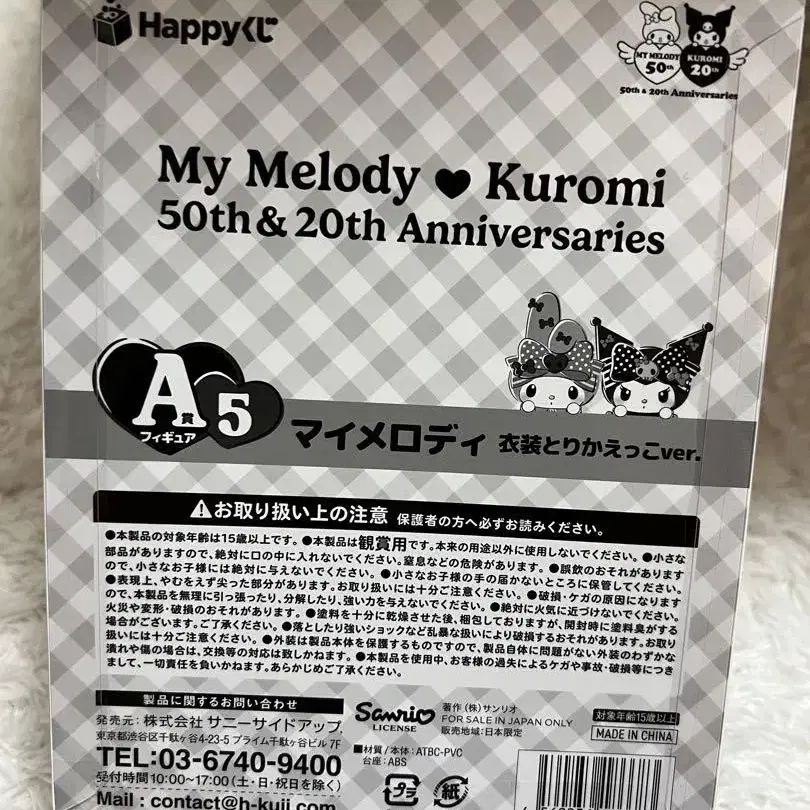 Happyくじ
MY MELODY 50th
KUROMI 20th
50th & 20th Anniversaries
My Melody ♥ Kuromi
50th & 20th Anniversaries
A賞
フィギュア
5
マイメロディ 衣装とりかえっこver.
⚠お取り扱い上の注意 保護者の方へ必ずお読みください。
●本製品の対象年齢は15歳以上です。●本製品は観賞用です。本来の用途以外に使用しないでください。●小さな
部品がありますので、絶対に口の中に入れないでください。窒息などの危険があります。●誤飲のおそれがあります
ので、小さなお子様には絶対に与えないでください。●小さなお子様の手の届かないところに保管してください。
●表現上、やむをえず尖った部分があります。お取り扱いには十分ご注意ください。●破損・ケガの原因になります
ので、本製品を無理に引っ張ったり、分解したり、強い力を与えないでください。●絶対に火気に近づけないでください。
火災や変形・破損のおそれがあります。●塗料を十分に乾燥させた後、梱包しておりますが、開封時に塗料臭がする
場合がございます。ご了承ください。●落としたり強いショックなど乱暴な扱いにより破損するおそれがあります。お取り
扱いには十分ご注意ください。●外装は製品本体を保護するものですので、製品自体に問題がない外装のわずかな
潰れや傷の場合は、交換等の対応は致しかねます。●本製品を使用中、お客様の過失によるケガや事故・破損等につき
まして、一切責任を負いかねます。あらかじめご了承ください。
製品に関するお問い合わせ
発売元:株式会社 サニーサイドアップ
東京都渋谷区千駄ヶ谷4-23-5 プライム千駄ヶ谷ビル 7F
TEL:03-6740-9400
受付時間10:00～17:00(土・日・祝日を除く)
Mail : contact@h-kuji.com
Sanrio
LICENSE
著作 (株)サンリオ
FOR SALE IN JAPAN ONLY
販売地域:日本限定
■材質/本体:ATBC-PVC
台座:ABS
プラ
紙
対象年齢15歳以上
MADE IN CHINA